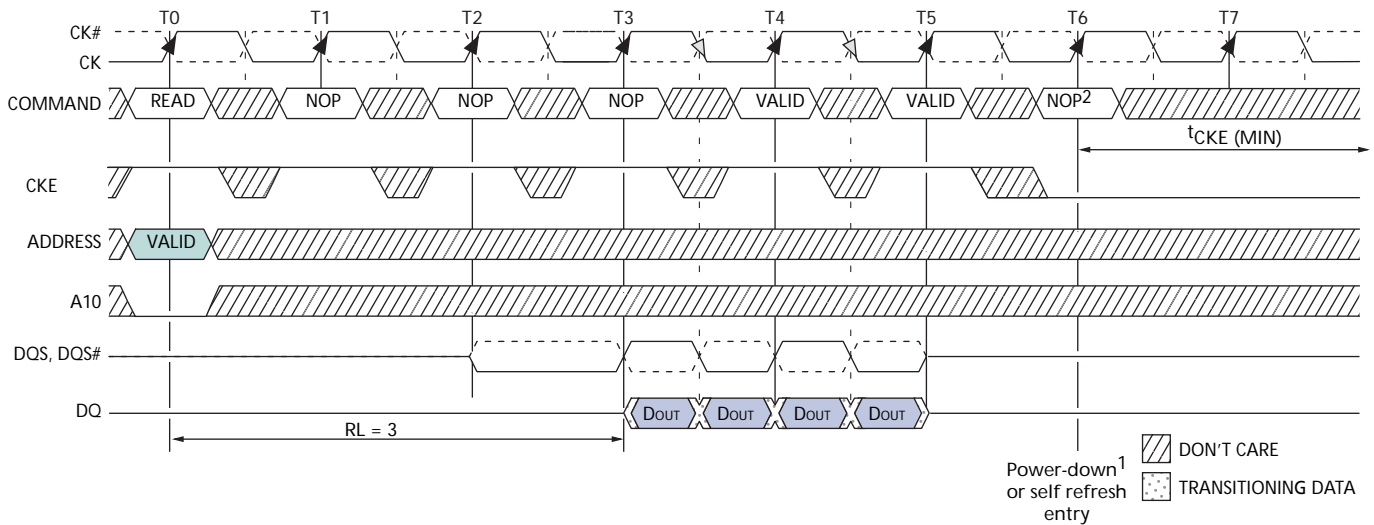 T0 T1 T2 T3 T4 T5 T6 T7
CK#
CK
COMMAND READ NOP NOP NOP VALID VALID NOP2
tCKE (MIN)
CKE
ADDRESS VALID
A10
DQS, DQS#
DQ DOUT DOUT DOUT DOUT
RL = 3
Power-down1
or self refresh
entry
DON'T CARE
TRANSITIONING DATA